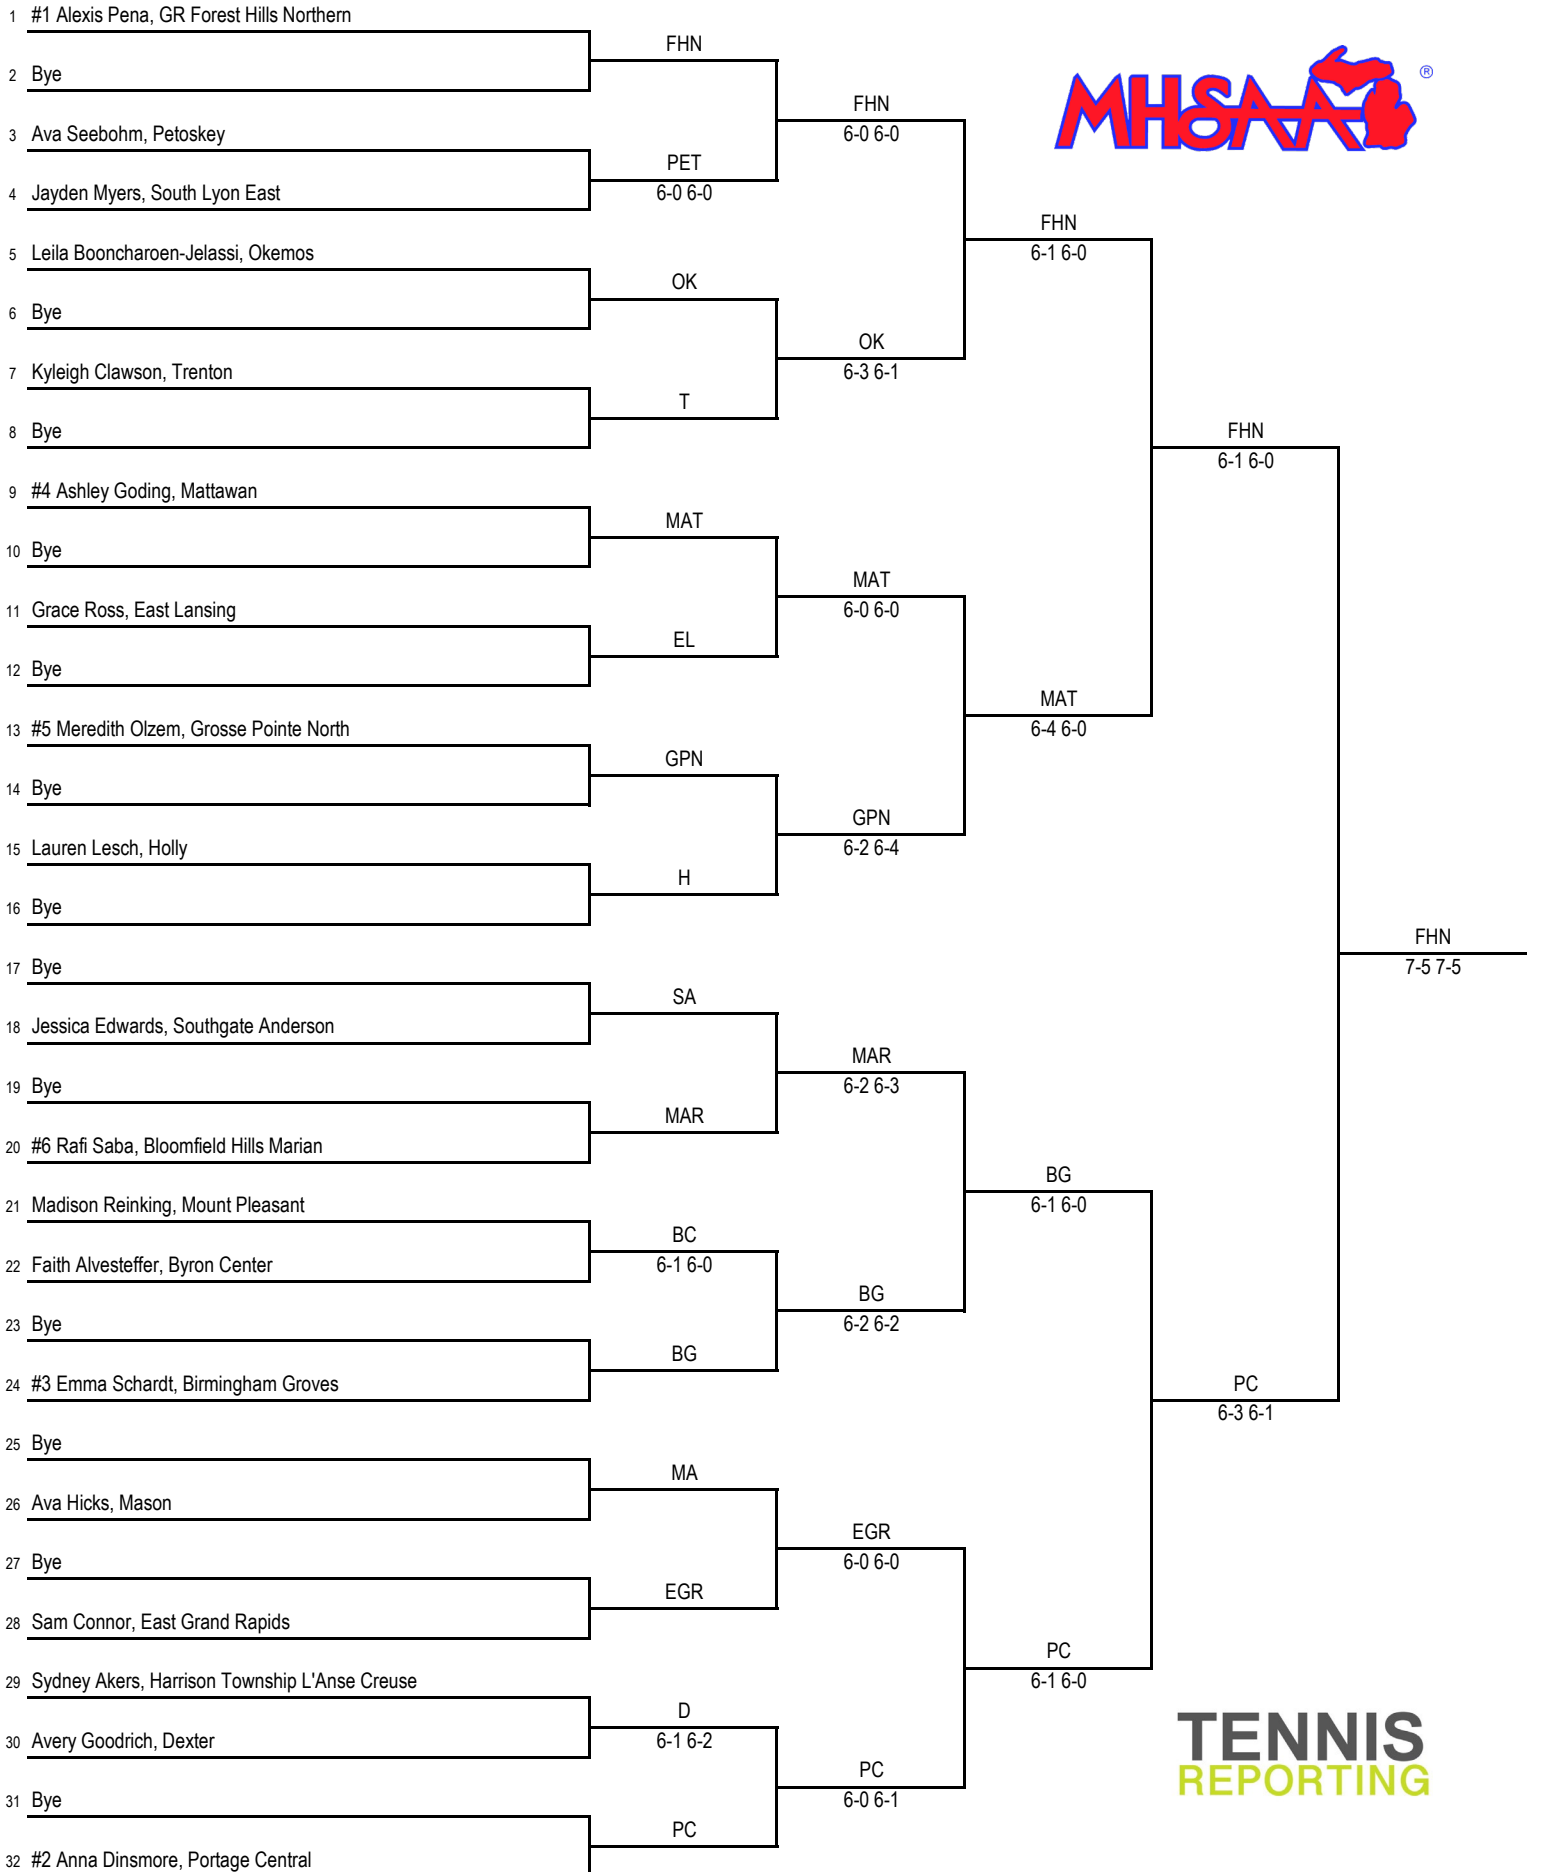 1 #1 Alexis Pena, GR Forest Hills Northern
FHN
2 Bye
FHN
6-0 6-0
3 Ava Seebohm, Petoskey
PET
6-0 6-0
4 Jayden Myers, South Lyon East
FHN
6-1 6-0
5 Leila Booncharoen-Jelassi, Okemos
OK
6 Bye
OK
6-3 6-1
7 Kyleigh Clawson, Trenton
T
8 Bye
FHN
6-1 6-0
9 #4 Ashley Goding, Mattawan
MAT
10 Bye
MAT
6-0 6-0
11 Grace Ross, East Lansing
EL
12 Bye
MAT
6-4 6-0
13 #5 Meredith Olzem, Grosse Pointe North
GPN
14 Bye
GPN
6-2 6-4
15 Lauren Lesch, Holly
H
16 Bye
FHN
7-5 7-5
17 Bye
SA
18 Jessica Edwards, Southgate Anderson
MAR
6-2 6-3
19 Bye
MAR
20 #6 Rafi Saba, Bloomfield Hills Marian
BG
6-1 6-0
21 Madison Reinking, Mount Pleasant
BC
6-1 6-0
22 Faith Alvesteffer, Byron Center
BG
6-2 6-2
23 Bye
BG
24 #3 Emma Schardt, Birmingham Groves
PC
6-3 6-1
25 Bye
MA
26 Ava Hicks, Mason
EGR
6-0 6-0
27 Bye
EGR
28 Sam Connor, East Grand Rapids
PC
6-1 6-0
29 Sydney Akers, Harrison Township L'Anse Creuse
D
6-1 6-2
30 Avery Goodrich, Dexter
PC
6-0 6-1
31 Bye
PC
32 #2 Anna Dinsmore, Portage Central
MHSAA ®
TENNIS
REPORTING